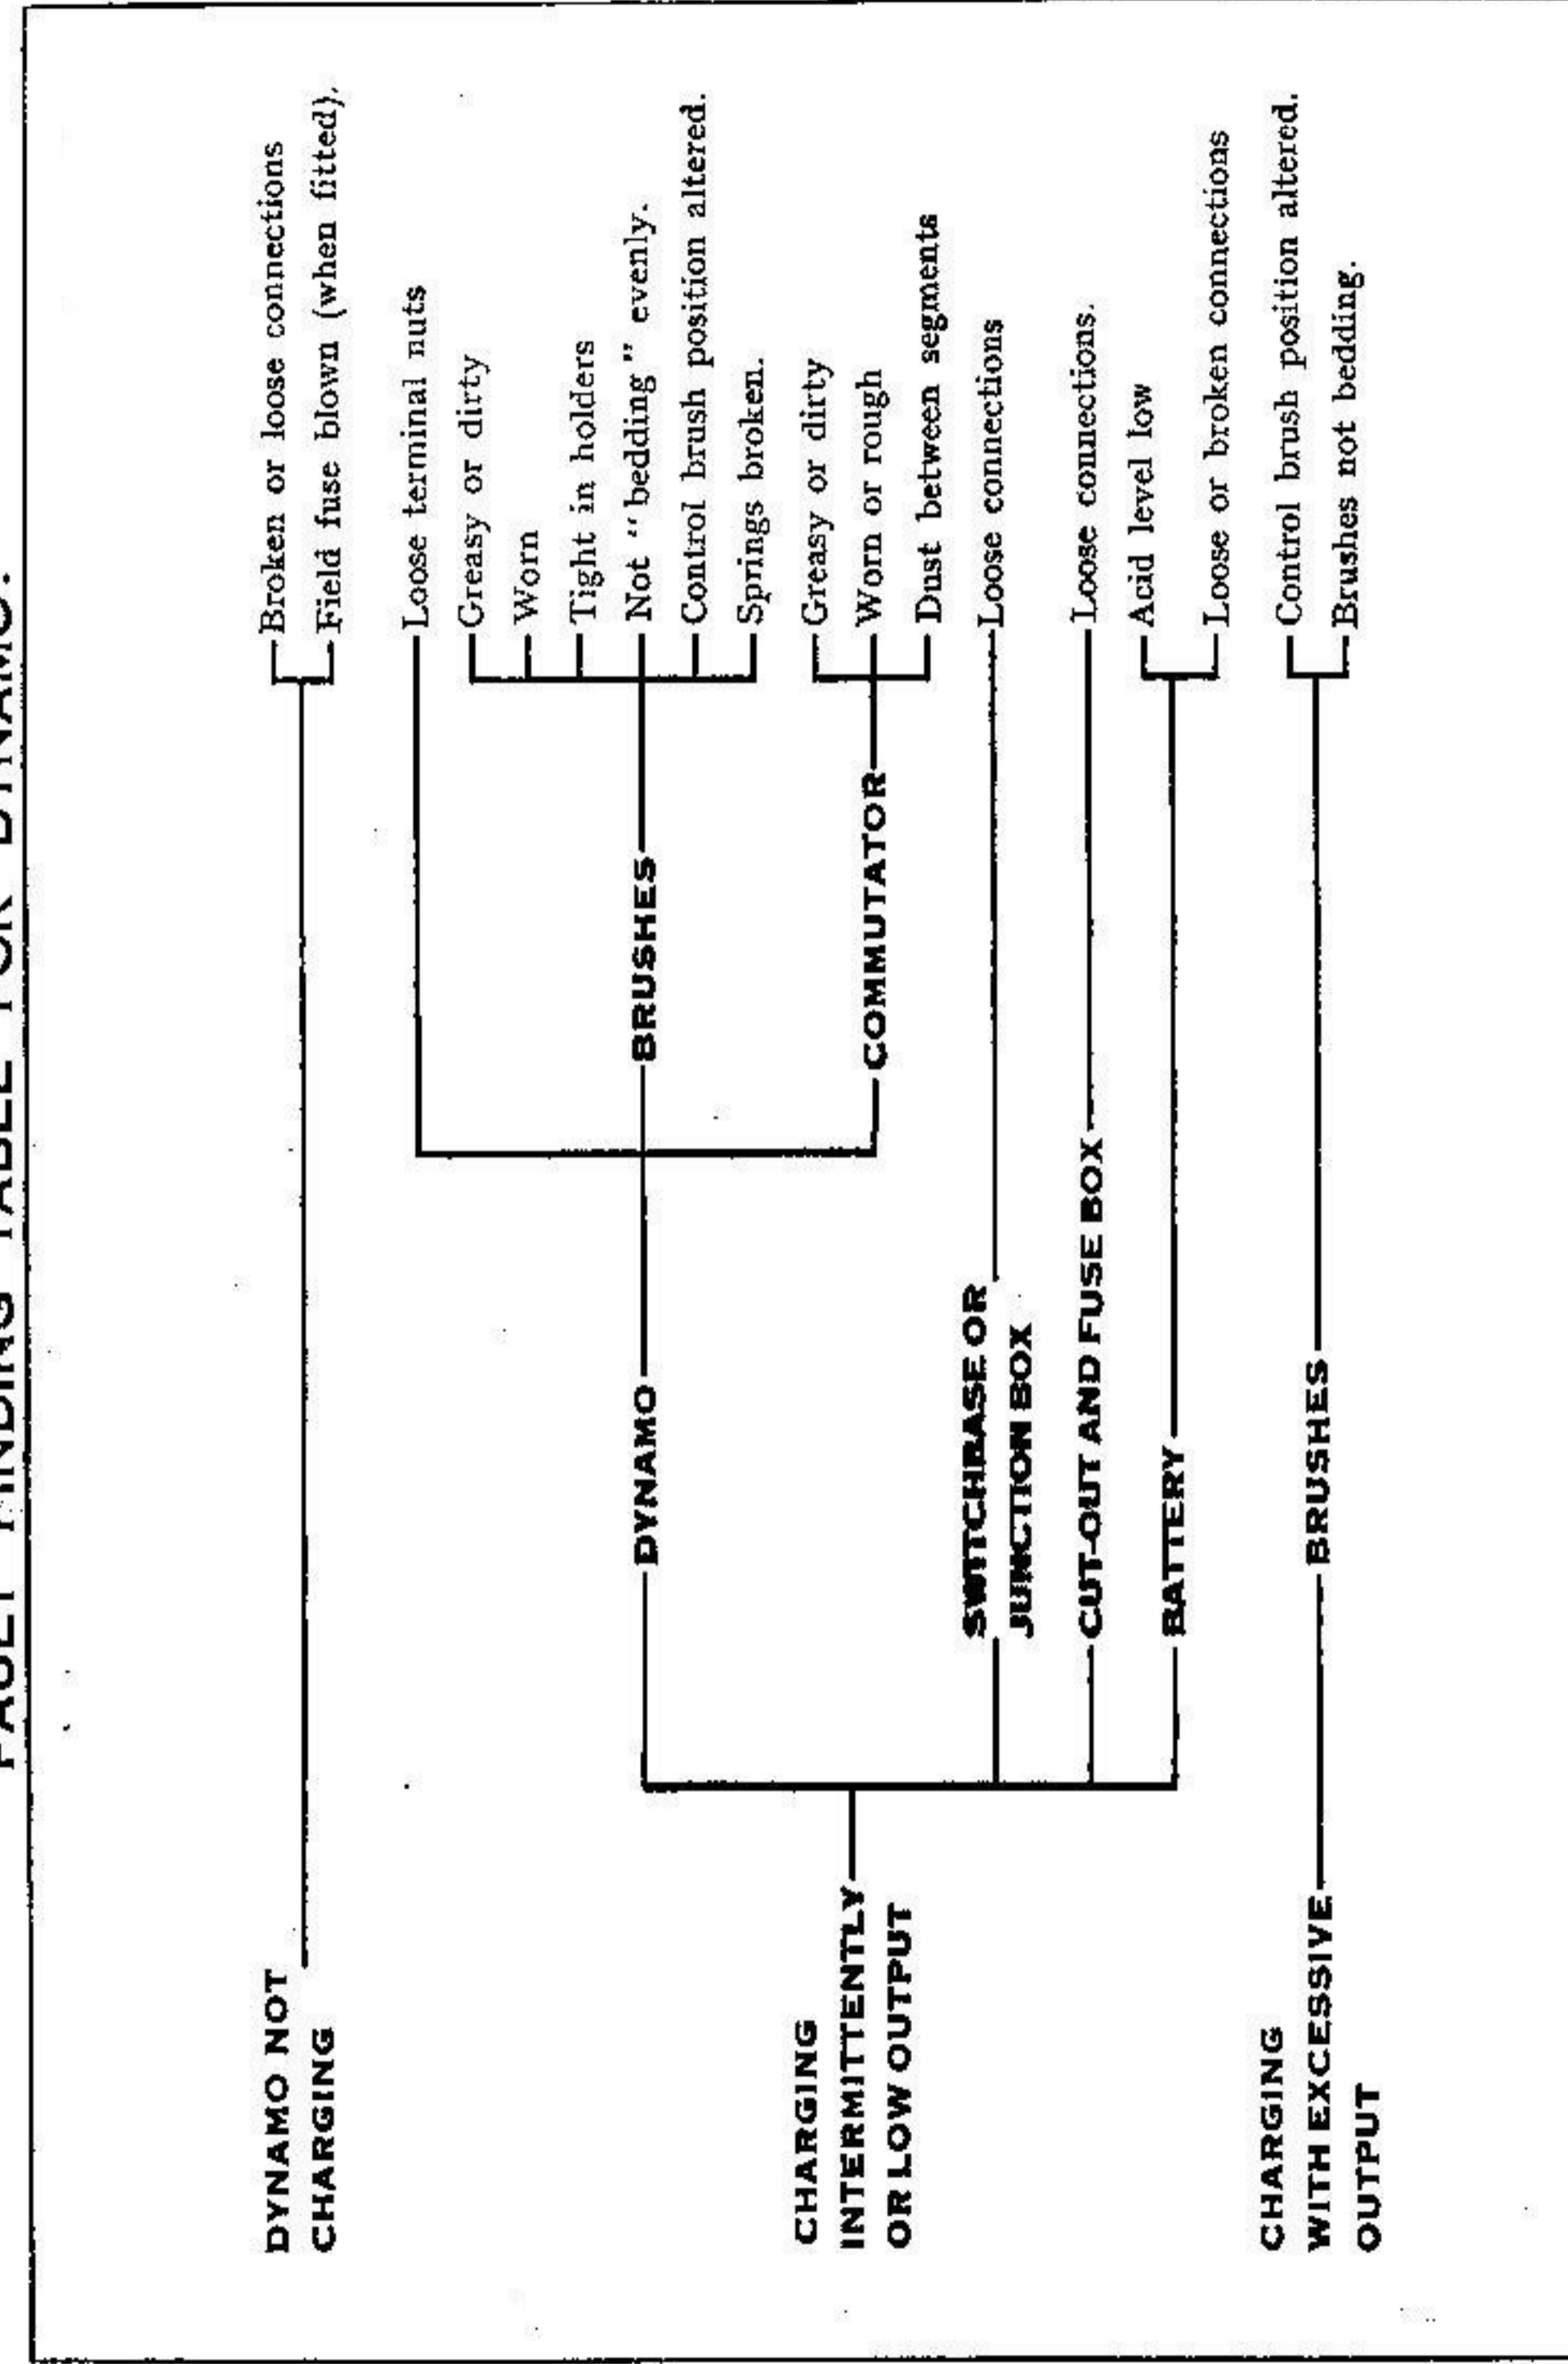 FAULT FINDING TABLE FOR DYNAMO.
DYNAMO NOT
CHARGING
Broken or loose connections
Field fuse blown (when fitted).
CHARGING
INTERMITTENTLY
OR LOW OUTPUT
DYNAMO
Loose terminal nuts
BRUSHES
Greasy or dirty
Worn
Tight in holders
Not "bedding" evenly.
Control brush position altered.
Springs broken.
COMMUTATOR
Greasy or dirty
Worn or rough
Dust between segments
SWITCHBASE OR
JUNCTION BOX
Loose connections
CUT-OUT AND FUSE BOX
Loose connections.
BATTERY
Acid level low
Loose or broken connections
CHARGING
WITH EXCESSIVE
OUTPUT
BRUSHES
Control brush position altered.
Brushes not bedding.